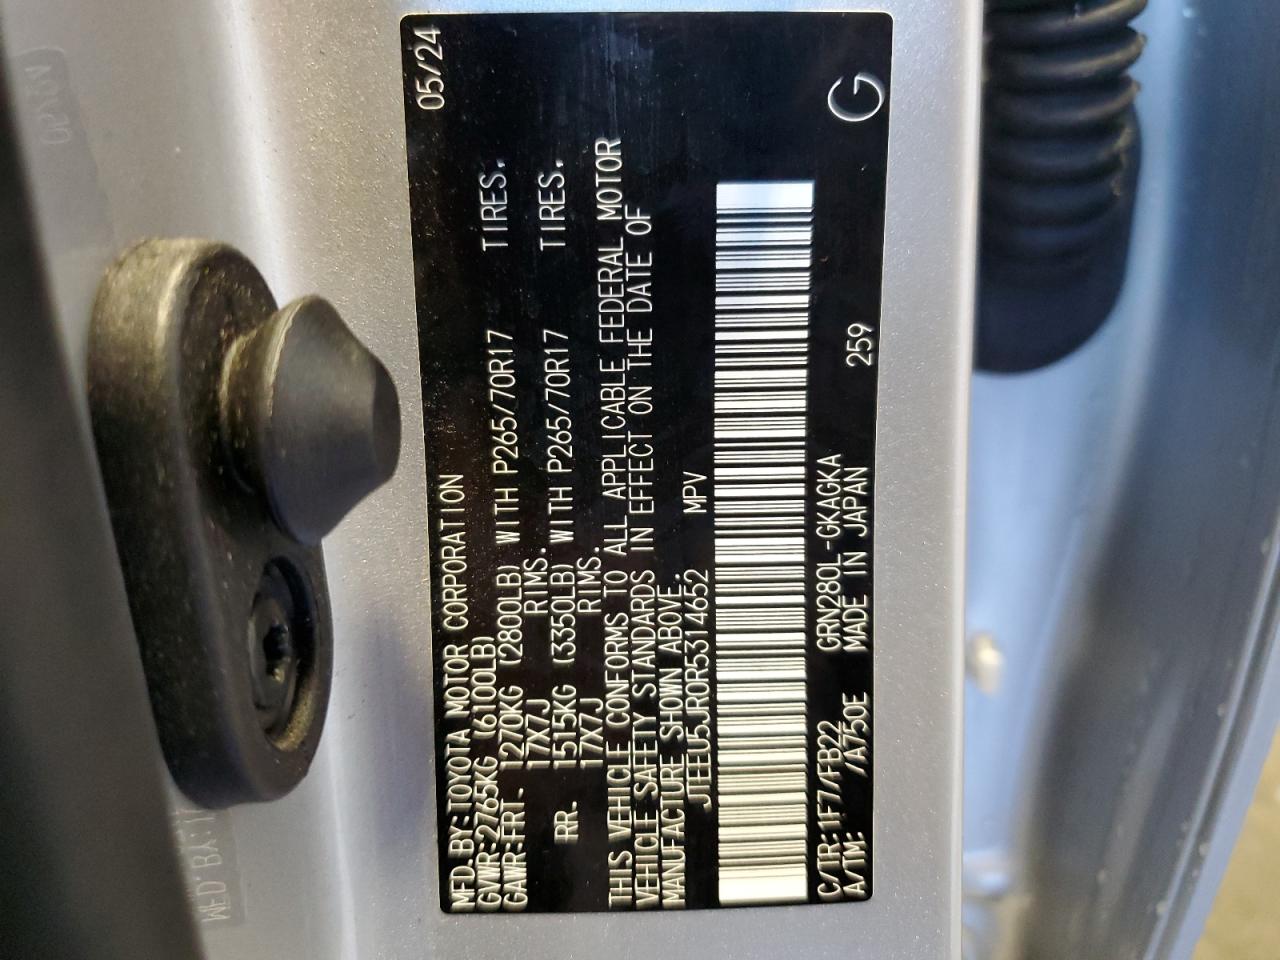 05/24
MFD. BY:TOYOTA MOTOR CORPORATION
GVWR:2765KG (6100LB)
GAWR:FRT. 1270KG (2800LB) WITH P265/70R17 TIRES.
17X7J RIMS.
RR. 1515KG (3350LB) WITH P265/70R17 TIRES.
17X7J RIMS.
THIS VEHICLE CONFORMS TO ALL APPLICABLE FEDERAL MOTOR
VEHICLE SAFETY STANDARDS IN EFFECT ON THE DATE OF
MANUFACTURE SHOWN ABOVE.
JTEEU5JR0R5314652 MPV
C/TR:1F7/FB22 GRN280L-GKAGKA 259
A/TM: /A750E MADE IN JAPAN
G